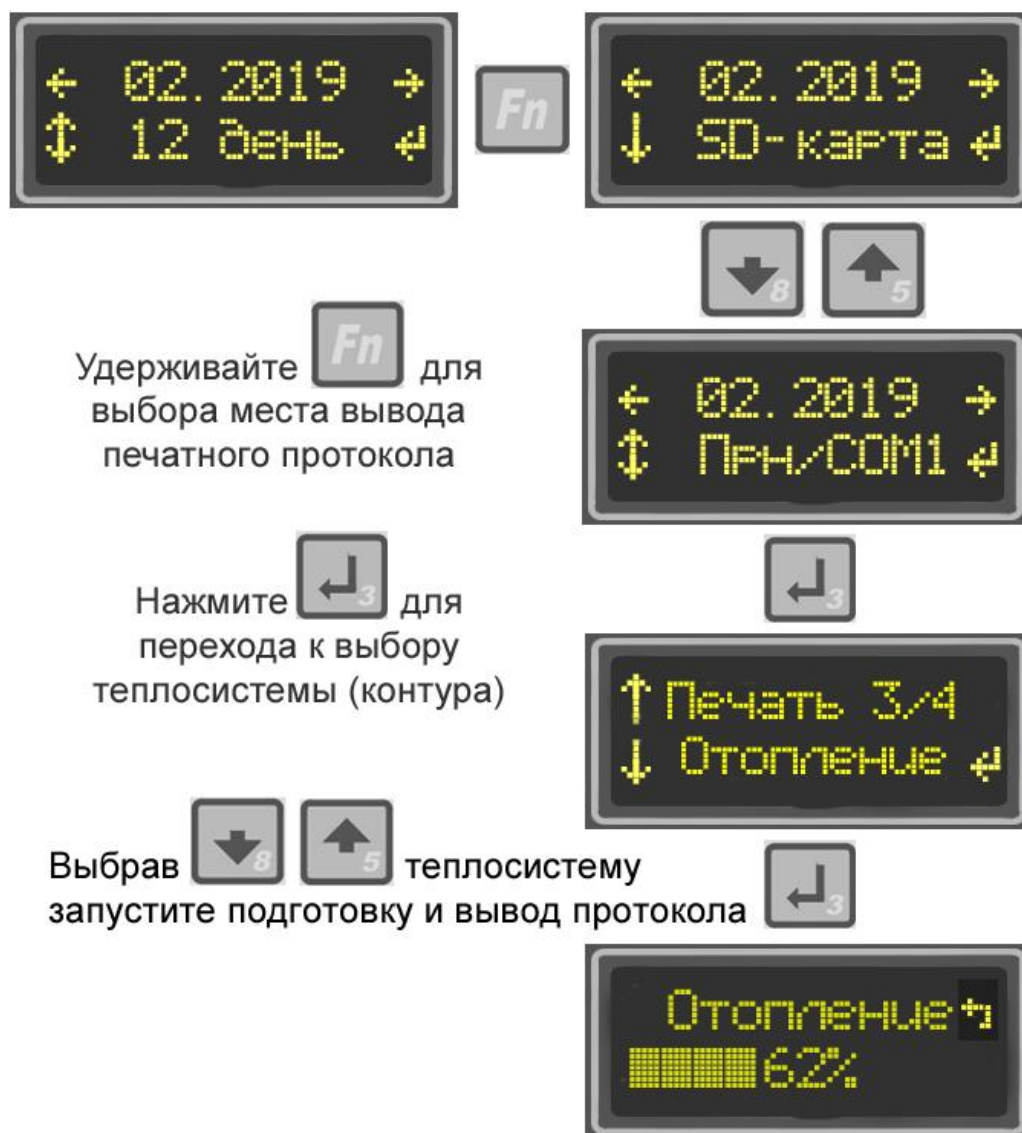 ← 02.2019 →
↕ 12 день ↵
Fn
← 02.2019 →
↓ SD-карта ↵
8
5
Удерживайте Fn для
выбора места вывода
печатного протокола
← 02.2019 →
↕ Прн/COM1 ↵
Нажмите ↵ 3 для
перехода к выбору
теплосистемы (контура)
3
↑ Печать 3/4
↓ Отопление ↵
Выбрав 8 5 теплосистему
запустите подготовку и вывод протокола 3
Отопление
62%